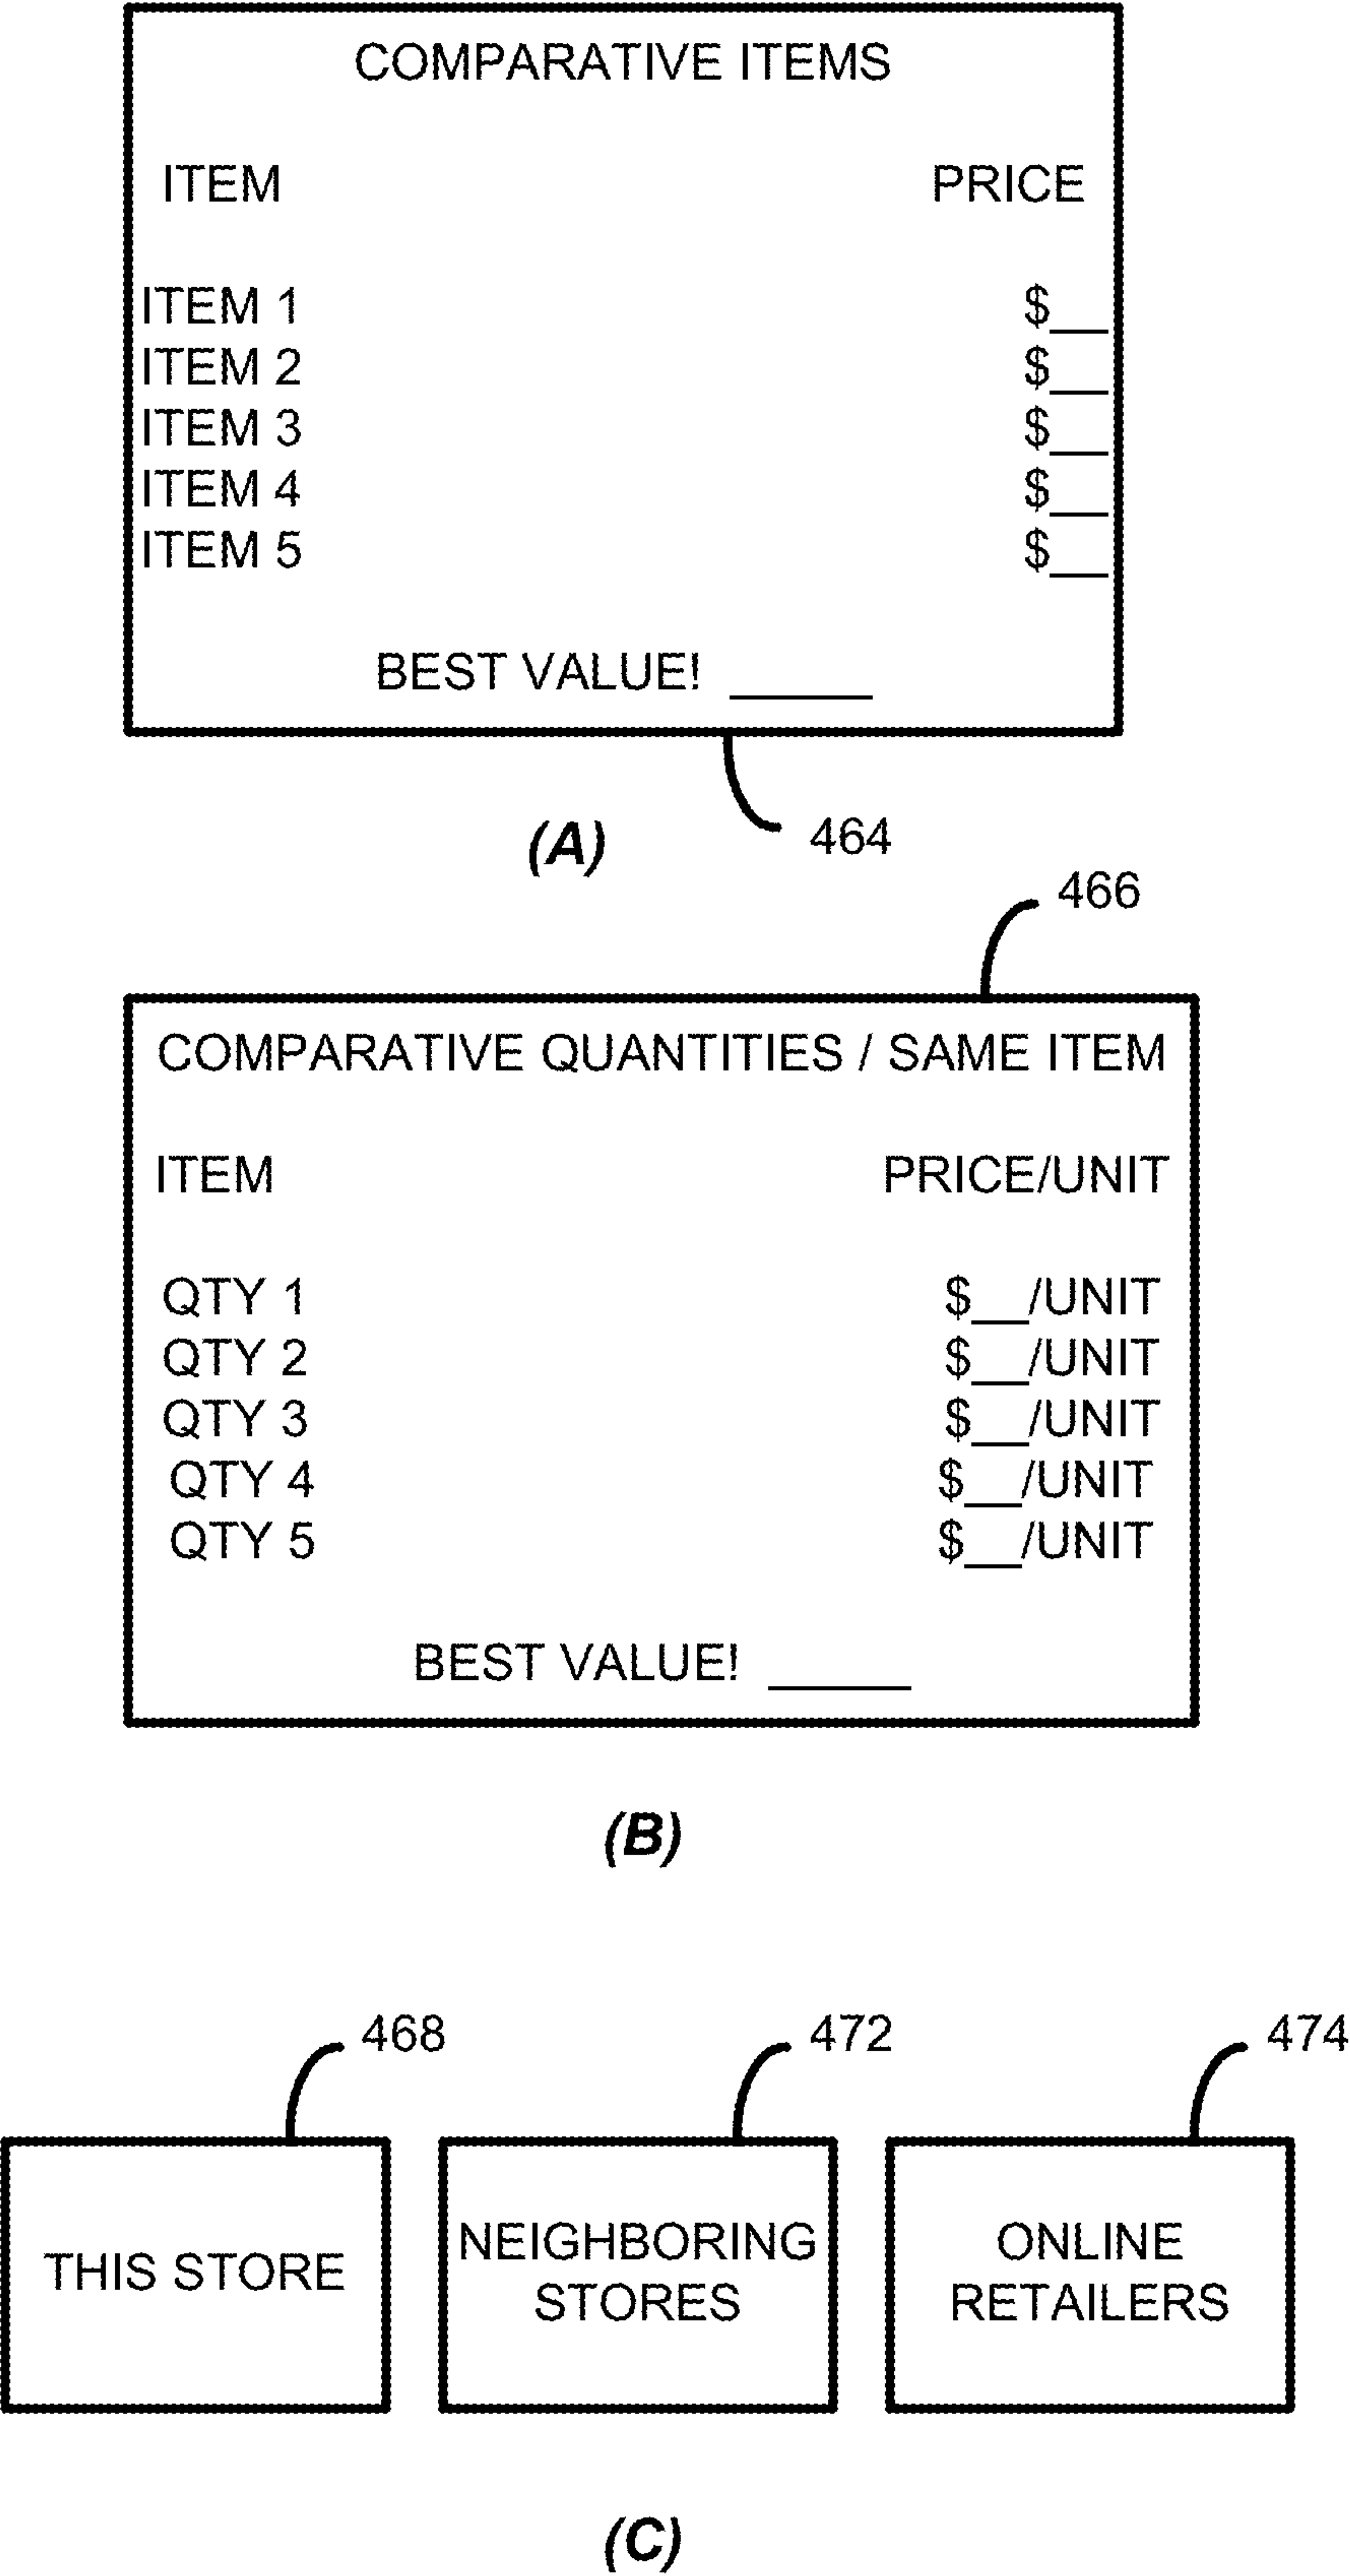 COMPARATIVE ITEMS
ITEM PRICE
ITEM 1 $__
ITEM 2 $__
ITEM 3 $__
ITEM 4 $__
ITEM 5 $__
BEST VALUE! _____
464
(A)
466
COMPARATIVE QUANTITIES / SAME ITEM
ITEM PRICE/UNIT
QTY 1 $__/UNIT
QTY 2 $__/UNIT
QTY 3 $__/UNIT
QTY 4 $__/UNIT
QTY 5 $__/UNIT
BEST VALUE! _____
(B)
468 472 474
THIS STORE
NEIGHBORING
STORES
ONLINE
RETAILERS
(C)